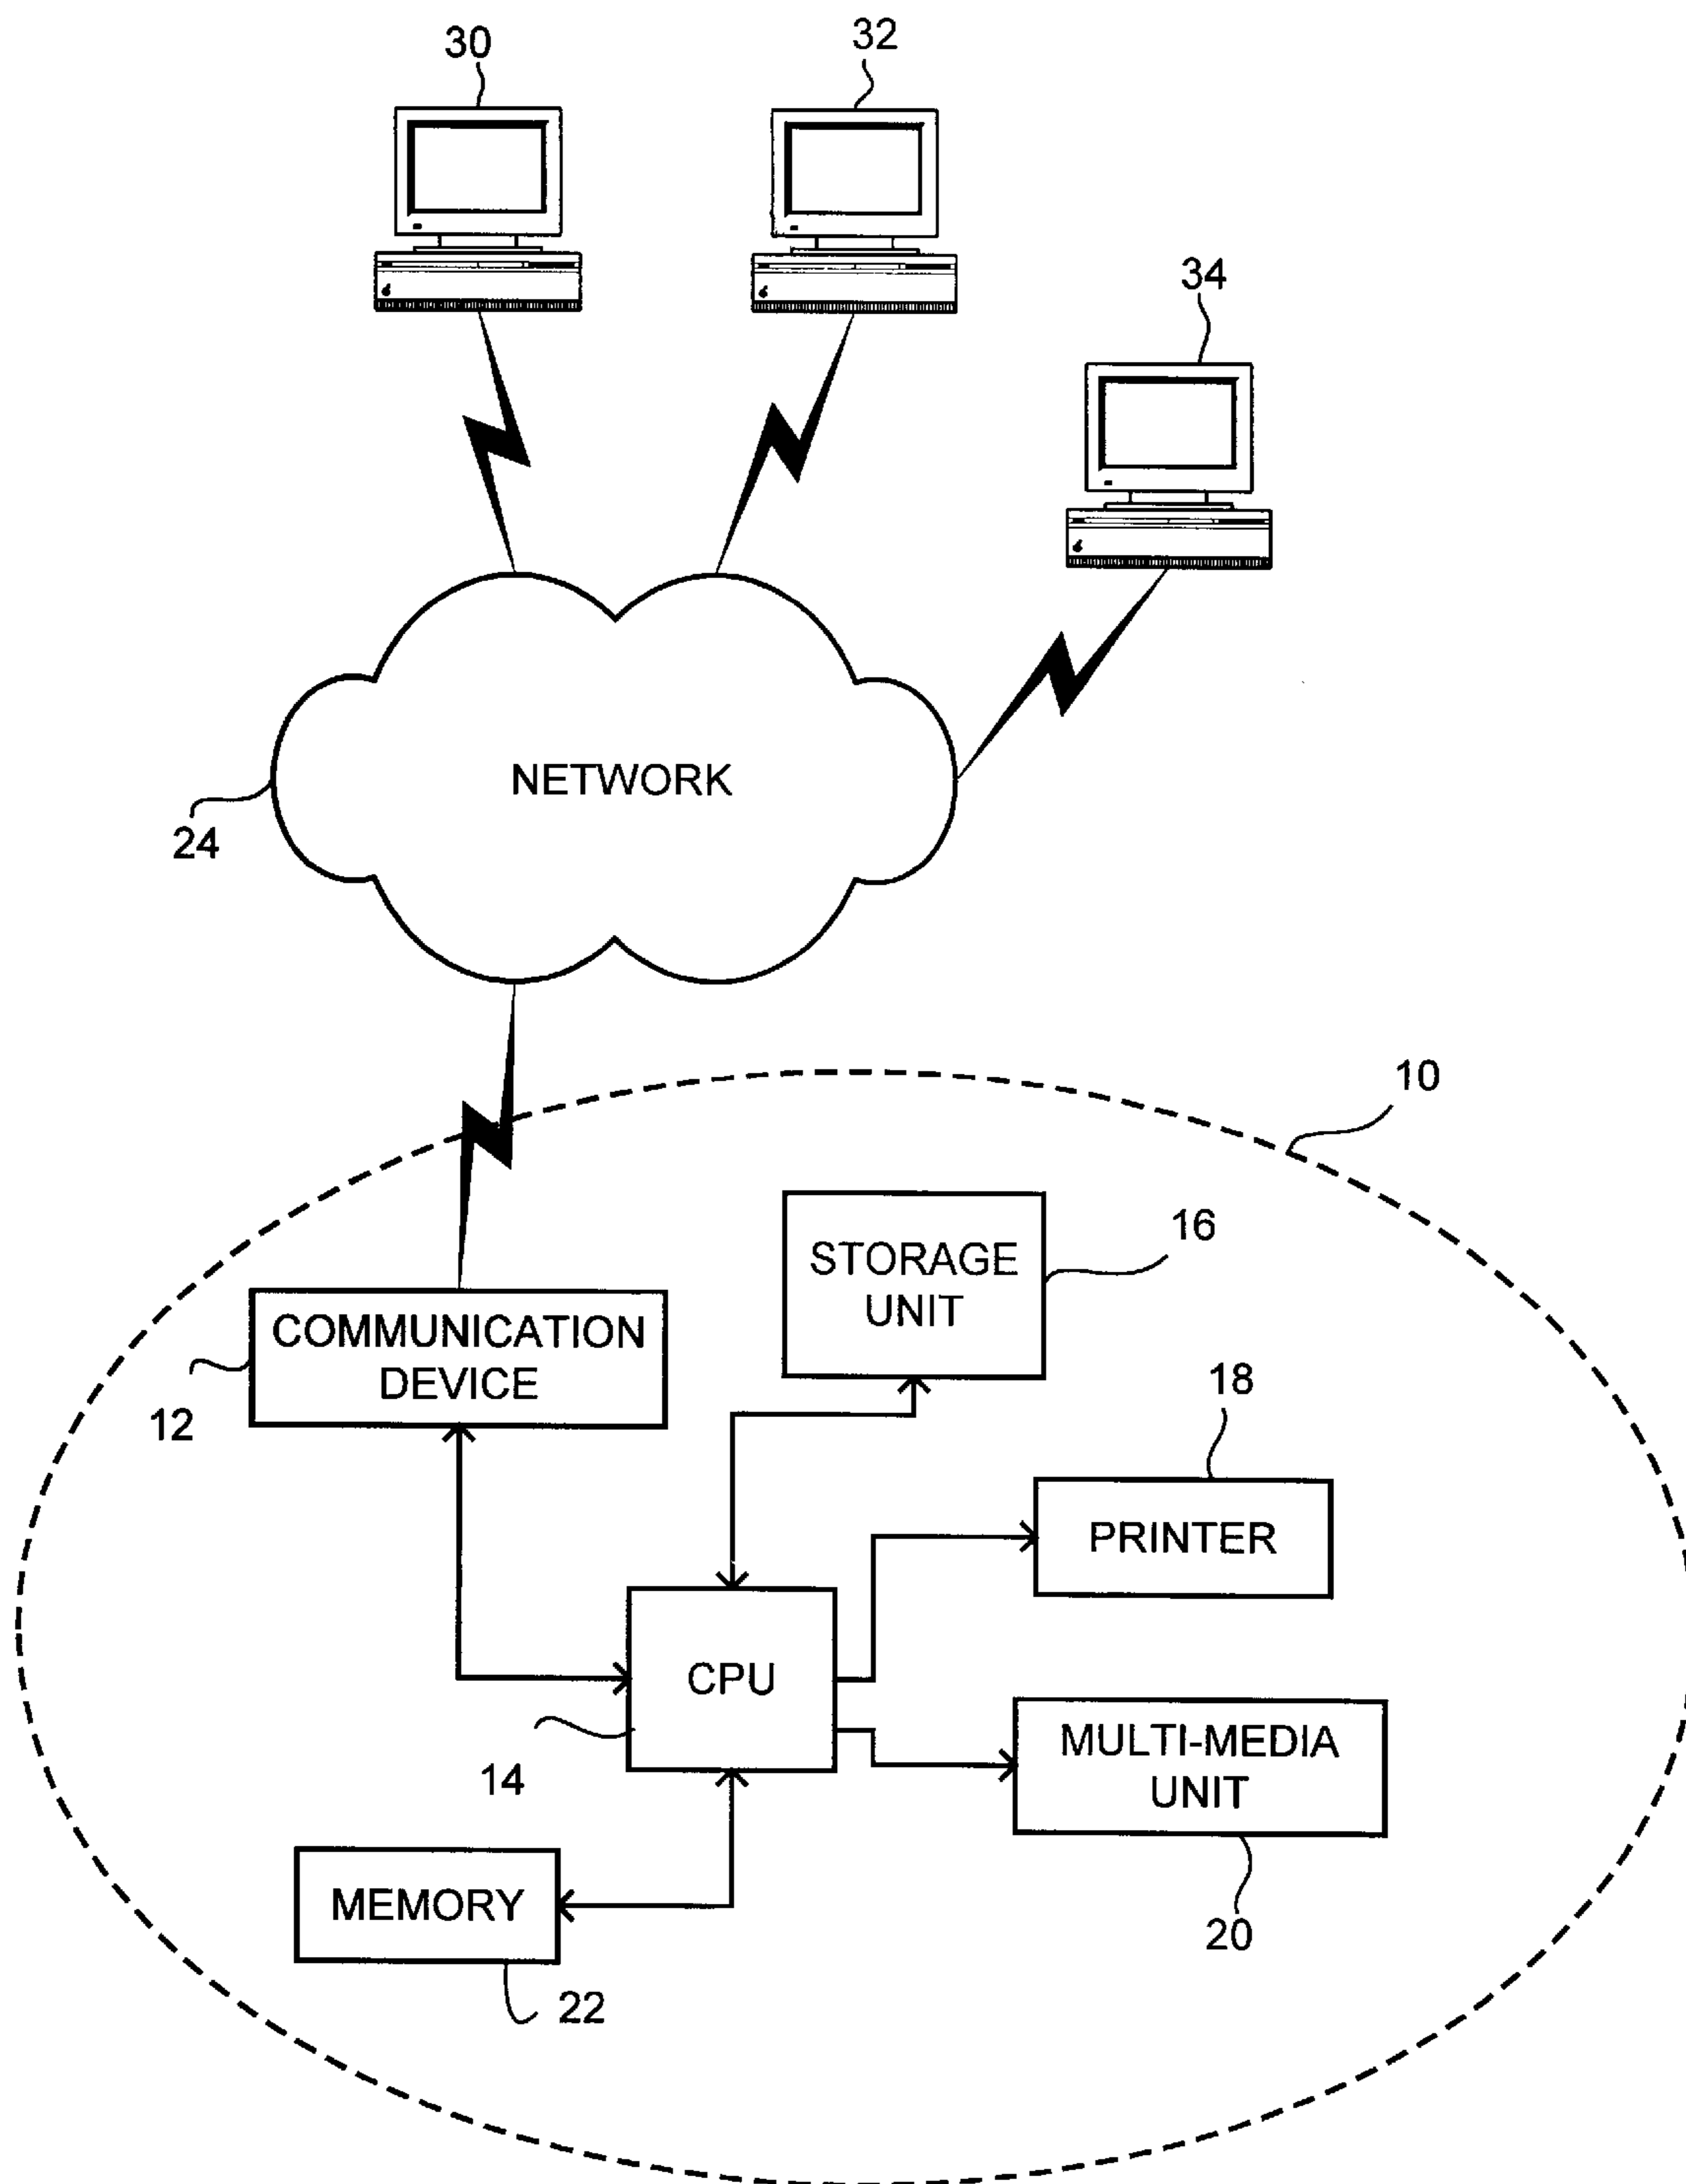 30
32
34
NETWORK
24
10
STORAGE
UNIT
16
COMMUNICATION
DEVICE
12
18
PRINTER
CPU
14
MULTI-MEDIA
UNIT
20
MEMORY
22